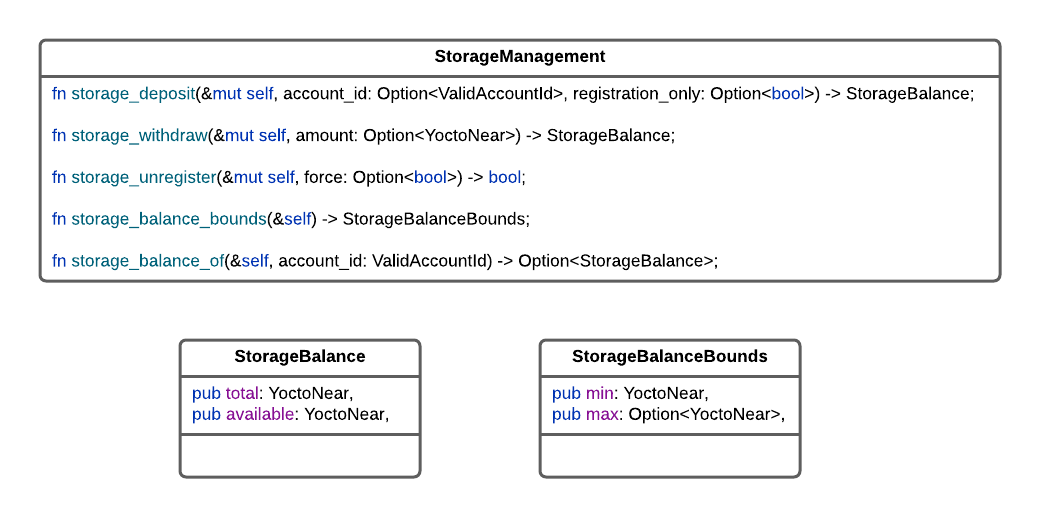 StorageManagement
fn storage_deposit(&mut self, account_id: Option<ValidAccountId>, registration_only: Option<bool>) -> StorageBalance;
fn storage_withdraw(&mut self, amount: Option<YoctoNear>) -> StorageBalance;
fn storage_unregister(&mut self, force: Option<bool>) -> bool;
fn storage_balance_bounds(&self) -> StorageBalanceBounds;
fn storage_balance_of(&self, account_id: ValidAccountId) -> Option<StorageBalance>;
StorageBalance
pub total: YoctoNear,
pub available: YoctoNear,
StorageBalanceBounds
pub min: YoctoNear,
pub max: Option<YoctoNear>,